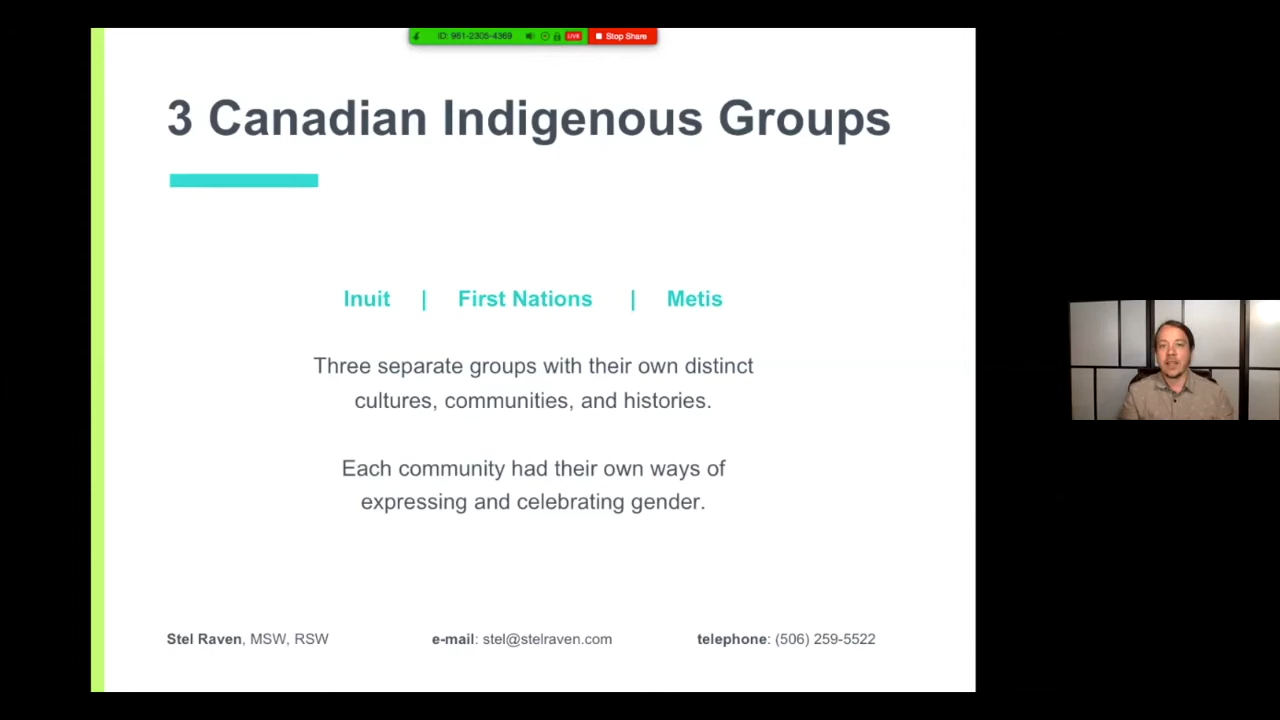 ID: 961-2305-4369 LIVE Stop Share
3 Canadian Indigenous Groups
Inuit | First Nations | Metis
Three separate groups with their own distinct
cultures, communities, and histories.
Each community had their own ways of
expressing and celebrating gender.
Stel Raven, MSW, RSW e-mail: stel@stelraven.com telephone: (506) 259-5522